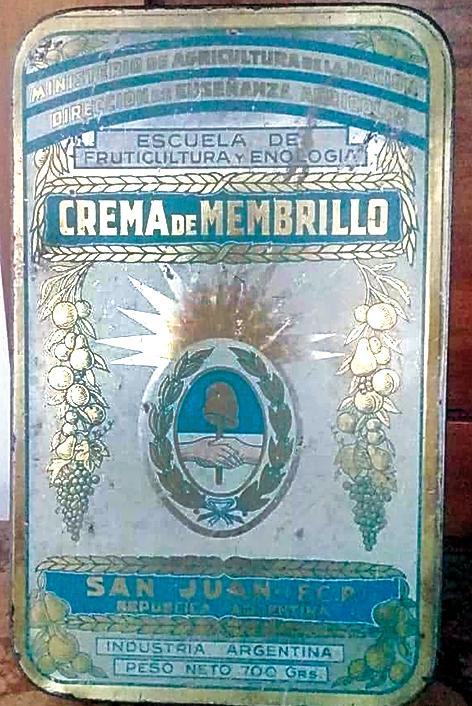 MINISTERIO DE AGRICULTURA DE LA NACION
DIRECCION DE ENSEÑANZA AGRICOLA
ESCUELA DE
FRUTICULTURA Y ENOLOGIA
CREMA DE MEMBRILLO
SAN JUAN F.C.P.
REPUBLICA ARGENTINA
INDUSTRIA ARGENTINA
PESO NETO 700 GRS.